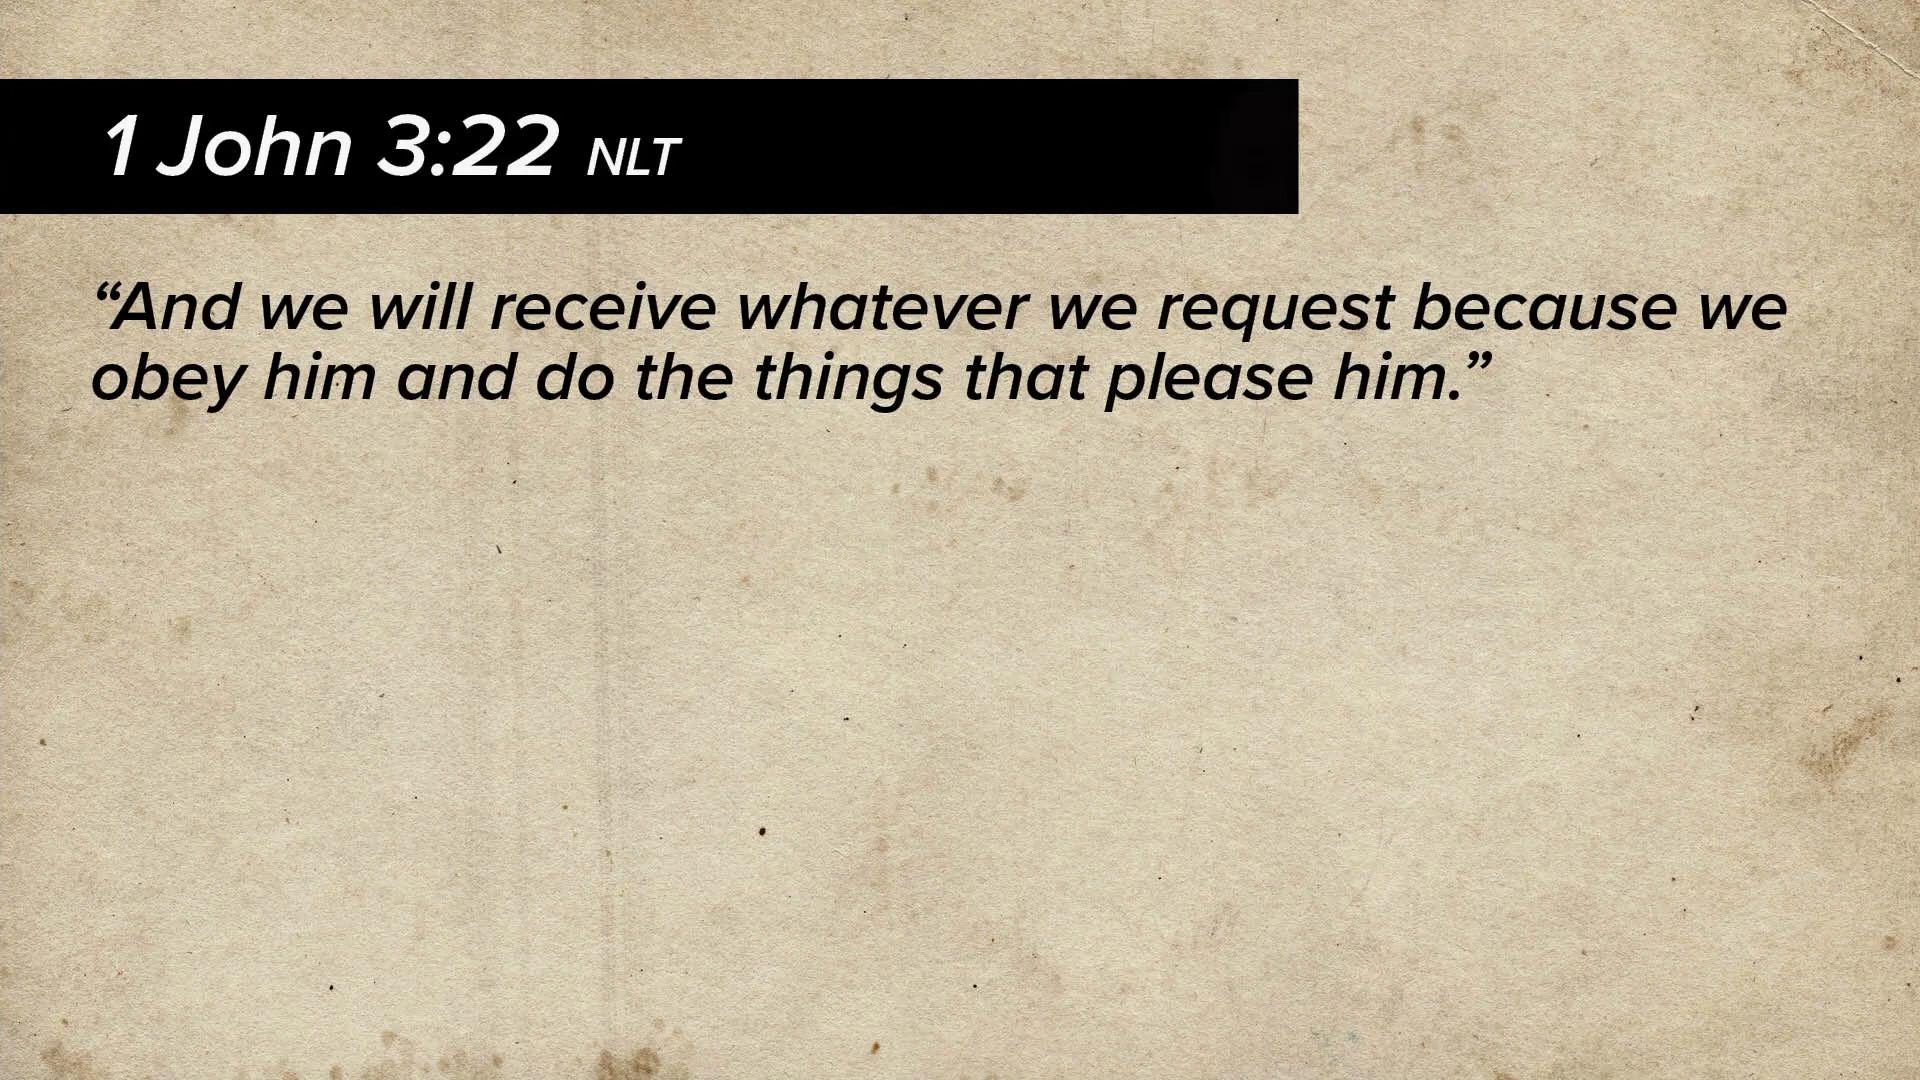 1 John 3:22 NLT
“And we will receive whatever we request because we
obey him and do the things that please him.”